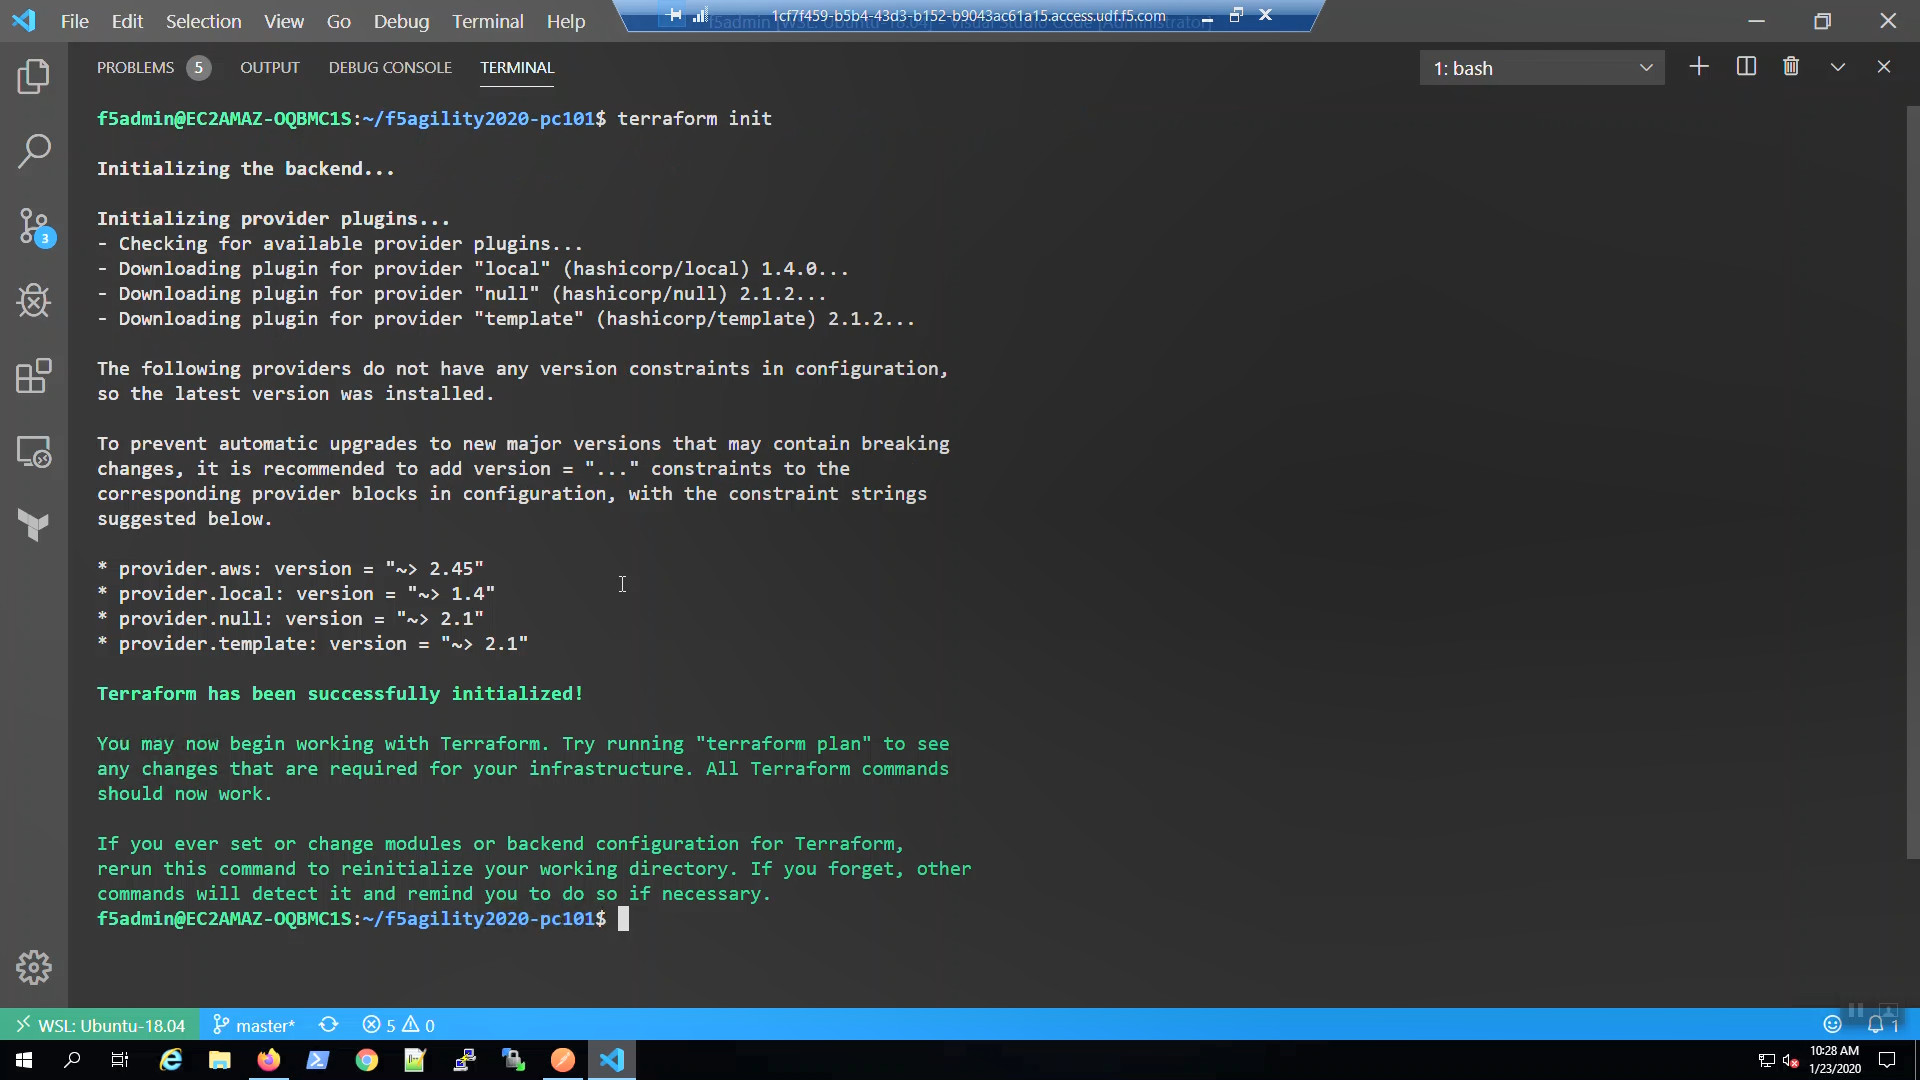 File Edit Selection View Go Debug Terminal Help
1cf7f459-b5b4-43d3-b152-b9043ac61a15.access.udf.f5.com
PROBLEMS 5 OUTPUT DEBUG CONSOLE TERMINAL
1: bash
f5admin@EC2AMAZ-OQBMC1S:~/f5agility2020-pc101$ terraform init
Initializing the backend...
Initializing provider plugins...
- Checking for available provider plugins...
- Downloading plugin for provider "local" (hashicorp/local) 1.4.0...
- Downloading plugin for provider "null" (hashicorp/null) 2.1.2...
- Downloading plugin for provider "template" (hashicorp/template) 2.1.2...
The following providers do not have any version constraints in configuration,
so the latest version was installed.
To prevent automatic upgrades to new major versions that may contain breaking
changes, it is recommended to add version = "..." constraints to the
corresponding provider blocks in configuration, with the constraint strings
suggested below.
* provider.aws: version = "~> 2.45"
* provider.local: version = "~> 1.4"
* provider.null: version = "~> 2.1"
* provider.template: version = "~> 2.1"
Terraform has been successfully initialized!
You may now begin working with Terraform. Try running "terraform plan" to see
any changes that are required for your infrastructure. All Terraform commands
should now work.
If you ever set or change modules or backend configuration for Terraform,
rerun this command to reinitialize your working directory. If you forget, other
commands will detect it and remind you to do so if necessary.
f5admin@EC2AMAZ-OQBMC1S:~/f5agility2020-pc101$
3
WSL: Ubuntu-18.04 master* 5 0 1
10:28 AM
1/23/2020